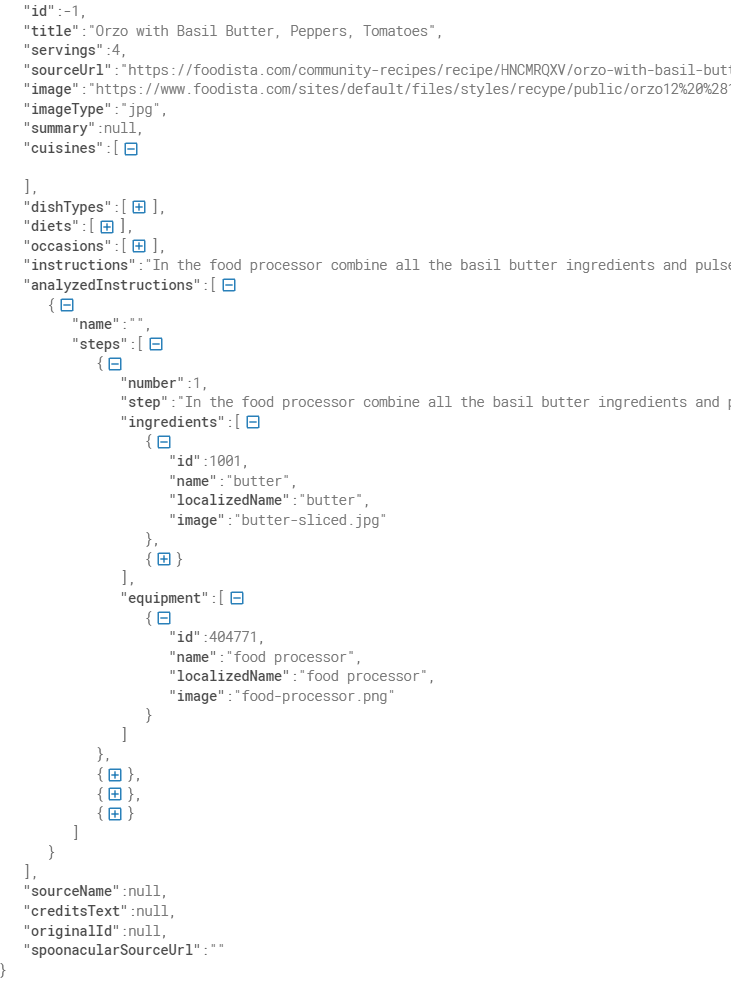 "id":-1,
"title":"Orzo with Basil Butter, Peppers, Tomatoes",
"servings":4,
"sourceUrl":"https://foodista.com/community-recipes/recipe/HNCMRQXV/orzo-with-basil-but
"image":"https://www.foodista.com/sites/default/files/styles/recype/public/orzo12%20%28
"imageType":"jpg",
"summary":null,
"cuisines":[
],
"dishTypes":[ ],
"diets":[ ],
"occasions":[ ],
"instructions":"In the food processor combine all the basil butter ingredients and pulse
"analyzedInstructions":[
{
"name":"",
"steps":[
{
"number":1,
"step":"In the food processor combine all the basil butter ingredients and p
"ingredients":[
{
"id":1001,
"name":"butter",
"localizedName":"butter",
"image":"butter-sliced.jpg"
},
{ }
],
"equipment":[
{
"id":404771,
"name":"food processor",
"localizedName":"food processor",
"image":"food-processor.png"
}
]
},
{ },
{ },
{ }
]
}
],
"sourceName":null,
"creditsText":null,
"originalId":null,
"spoonacularSourceUrl":""
}